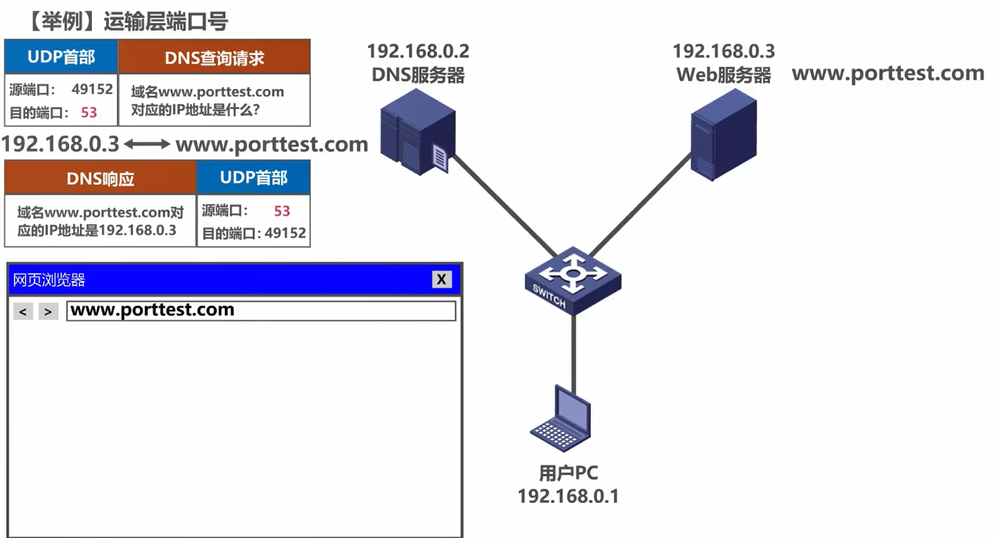 【举例】运输层端口号
UDP首部
DNS查询请求
源端口： 49152
目的端口： 53
域名www.porttest.com
对应的IP地址是什么?
192.168.0.3
www.porttest.com
DNS响应
UDP首部
域名www.porttest.com对
应的IP地址是192.168.0.3
源端口： 53
目的端口：49152
网页浏览器
X
< >
www.porttest.com
192.168.0.2
DNS服务器
192.168.0.3
Web服务器
www.porttest.com
SWITCH
用户PC
192.168.0.1